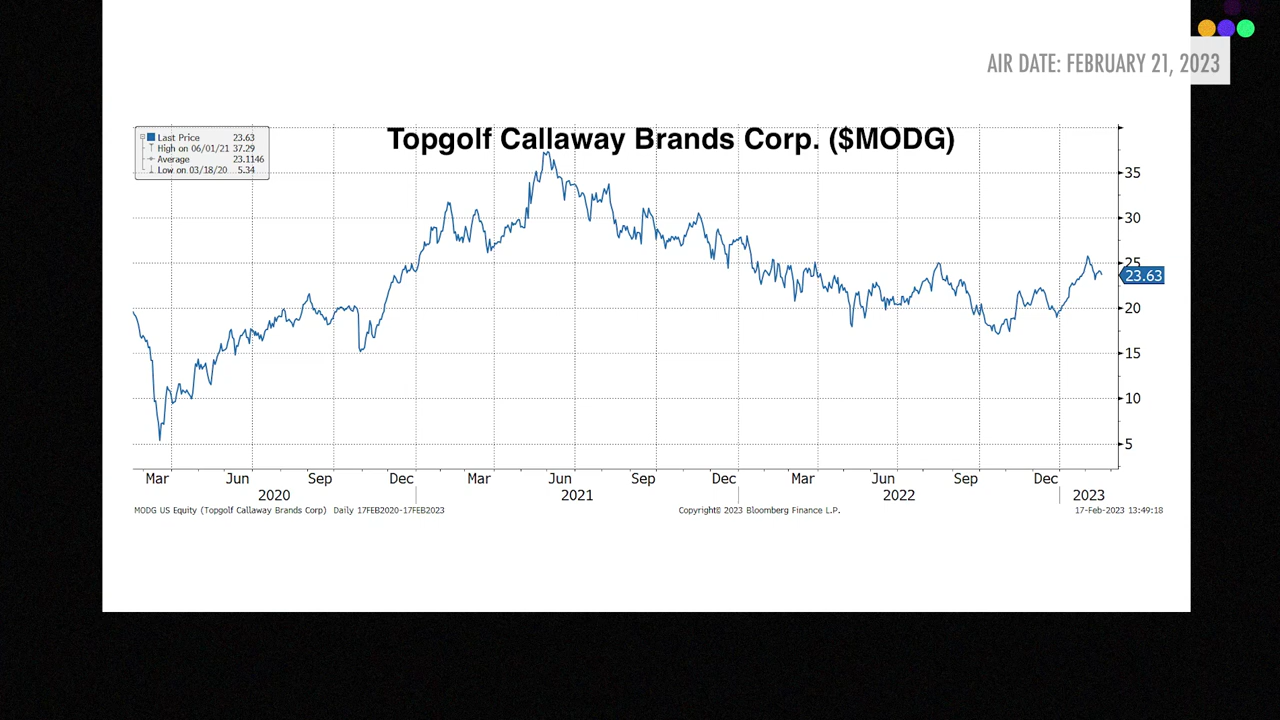 AIR DATE: FEBRUARY 21, 2023
Topgolf Callaway Brands Corp. ($MODG)
Last Price 23.63
High on 06/01/21 37.29
Average 23.1146
Low on 03/18/20 5.34
35
30
25
23.63
20
15
10
5
Mar Jun Sep Dec Mar Jun Sep Dec Mar Jun Sep Dec
2020 2021 2022 2023
MODG US Equity (Topgolf Callaway Brands Corp) Daily 17FEB2020-17FEB2023 Copyright© 2023 Bloomberg Finance L.P. 17-Feb-2023 13:49:18